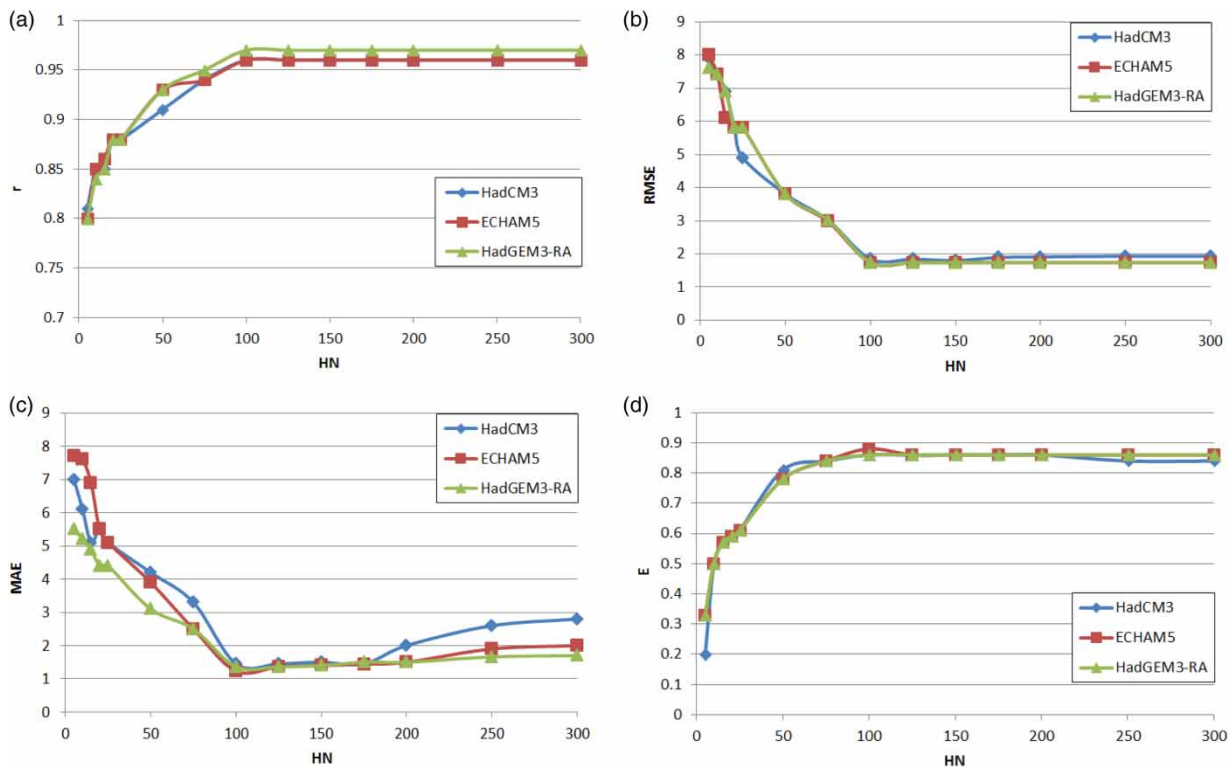 (a)
1
0.95
0.9
0.85
0.8
0.75
0.7
r
0 50 100 150 200 250 300
HN
HadCM3
ECHAM5
HadGEM3-RA
(b)
9
8
7
6
5
4
3
2
1
0
RMSE
0 50 100 150 200 250 300
HN
HadCM3
ECHAM5
HadGEM3-RA
(c)
9
8
7
6
5
4
3
2
1
0
MAE
0 50 100 150 200 250 300
HN
HadCM3
ECHAM5
HadGEM3-RA
(d)
1
0.9
0.8
0.7
0.6
0.5
0.4
0.3
0.2
0.1
0
E
0 50 100 150 200 250 300
HN
HadCM3
ECHAM5
HadGEM3-RA